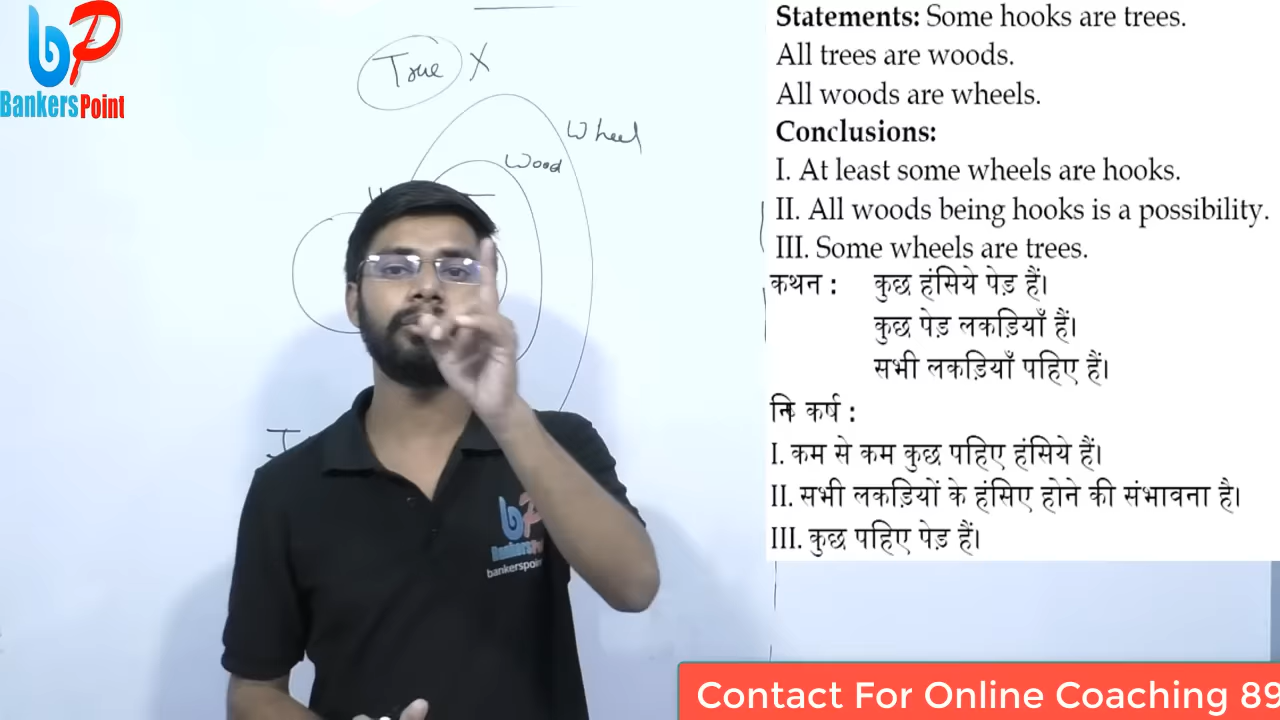 BankersPoint
True X
Wheel
Wood
I
Statements: Some hooks are trees.
All trees are woods.
All woods are wheels.
Conclusions:
I. At least some wheels are hooks.
II. All woods being hooks is a possibility.
III. Some wheels are trees.
कथन : कुछ हंसिये पेड़ हैं।
कुछ पेड़ लकड़ियाँ हैं।
सभी लकड़ियाँ पहिए हैं।
निष्कर्ष :
I. कम से कम कुछ पहिए हंसिये हैं।
II. सभी लकड़ियों के हंसिए होने की संभावना है।
III. कुछ पहिए पेड़ हैं।
BankersPoin
bankerspoin
Contact For Online Coaching 89